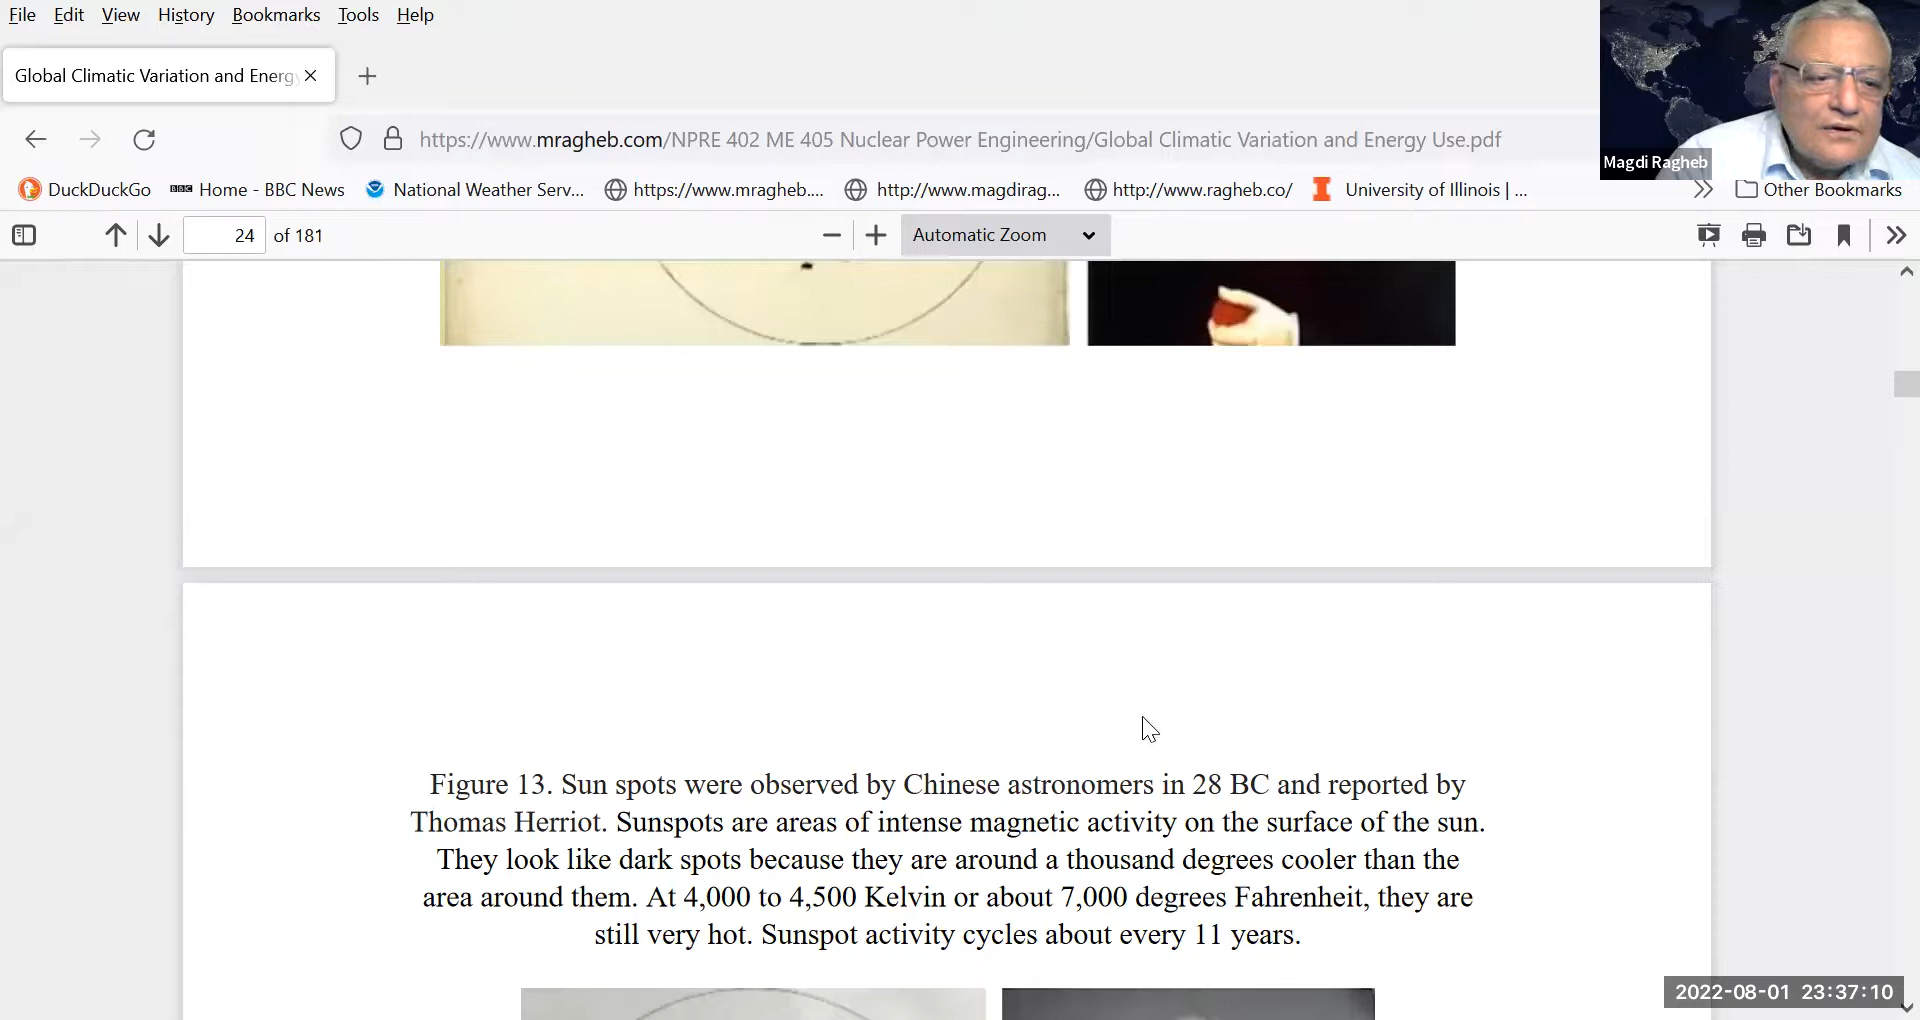 File Edit View History Bookmarks Tools Help
Global Climatic Variation and Energy
https://www.mragheb.com/NPRE 402 ME 405 Nuclear Power Engineering/Global Climatic Variation and Energy Use.pdf
Magdi Ragheb
DuckDuckGo BBC Home - BBC News National Weather Serv... https://www.mragheb.... http://www.magdirag... http://www.ragheb.co/ I University of Illinois | ... Other Bookmarks
24 of 181 Automatic Zoom
Figure 13. Sun spots were observed by Chinese astronomers in 28 BC and reported by
Thomas Herriot. Sunspots are areas of intense magnetic activity on the surface of the sun.
They look like dark spots because they are around a thousand degrees cooler than the
area around them. At 4,000 to 4,500 Kelvin or about 7,000 degrees Fahrenheit, they are
still very hot. Sunspot activity cycles about every 11 years.
2022-08-01 23:37:10